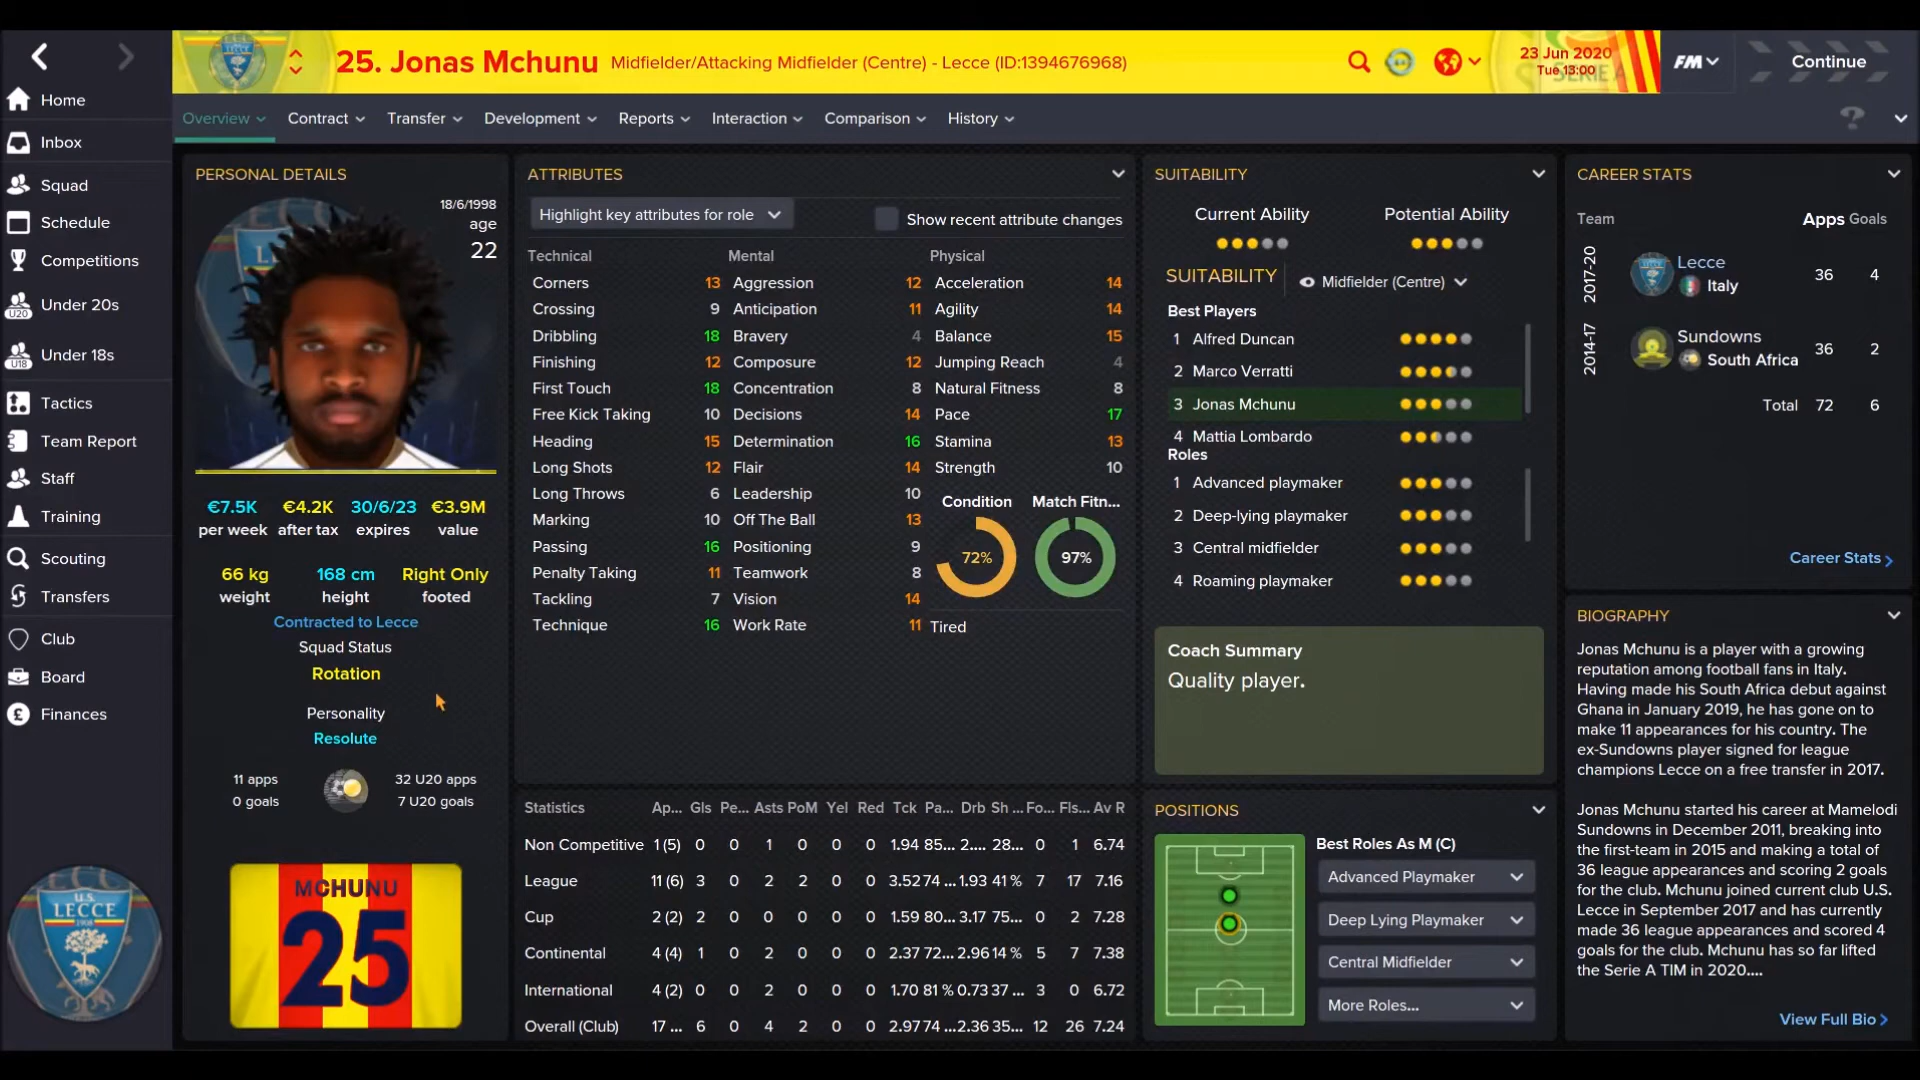 25. Jonas Mchunu Midfielder/Attacking Midfielder (Centre) - Lecce (ID:1394676968)
23 Jun 2020
Tue 13:00
FM
Continue
Home
Inbox
Squad
Schedule
Competitions
U20 Under 20s
U18 Under 18s
Tactics
Team Report
Staff
Training
Scouting
Transfers
Club
Board
Finances
U.S.
LECCE
1908
Overview Contract Transfer Development Reports Interaction Comparison History
PERSONAL DETAILS
18/6/1998
age
22
€7.5K €4.2K 30/6/23 €3.9M
per week after tax expires value
66 kg 168 cm Right Only
weight height footed
Contracted to Lecce
Squad Status
Rotation
Personality
Resolute
11 apps 32 U20 apps
0 goals 7 U20 goals
MCHUNU
25
ATTRIBUTES
Highlight key attributes for role Show recent attribute changes
Technical Mental Physical
Corners 13 Aggression 12 Acceleration 14
Crossing 9 Anticipation 11 Agility 14
Dribbling 18 Bravery 4 Balance 15
Finishing 12 Composure 12 Jumping Reach 4
First Touch 18 Concentration 8 Natural Fitness 8
Free Kick Taking 10 Decisions 14 Pace 17
Heading 15 Determination 16 Stamina 13
Long Shots 12 Flair 14 Strength 10
Long Throws 6 Leadership 10
Marking 10 Off The Ball 13
Passing 16 Positioning 9
Penalty Taking 11 Teamwork 8
Tackling 7 Vision 14
Technique 16 Work Rate 11
Condition Match Fitn...
72% 97%
Tired
Statistics Ap... Gls Pe... Asts PoM Yel Red Tck Pa... Drb Sh ... Fo... Fls... Av R
Non Competitive 1 (5) 0 0 1 0 0 0 1.94 85... 2.... 28... 0 1 6.74
League 11 (6) 3 0 2 2 0 0 3.52 74 ... 1.93 41 % 7 17 7.16
Cup 2 (2) 2 0 0 0 0 0 1.59 80... 3.17 75... 0 2 7.28
Continental 4 (4) 1 0 2 0 0 0 2.37 72... 2.96 14 % 5 7 7.38
International 4 (2) 0 0 2 0 0 0 1.70 81 % 0.73 37 ... 3 0 6.72
Overall (Club) 17 ... 6 0 4 2 0 0 2.97 74 ... 2.36 35... 12 26 7.24
SUITABILITY
Current Ability Potential Ability
SUITABILITY Midfielder (Centre)
Best Players
1 Alfred Duncan
2 Marco Verratti
3 Jonas Mchunu
4 Mattia Lombardo
Roles
1 Advanced playmaker
2 Deep-lying playmaker
3 Central midfielder
4 Roaming playmaker
Coach Summary
Quality player.
POSITIONS
Best Roles As M (C)
Advanced Playmaker
Deep Lying Playmaker
Central Midfielder
More Roles...
CAREER STATS
Team Apps Goals
2017-20 Lecce 36 4
Italy
2014-17 Sundowns 36 2
South Africa
Total 72 6
Career Stats
BIOGRAPHY
Jonas Mchunu is a player with a growing
reputation among football fans in Italy.
Having made his South Africa debut against
Ghana in January 2019, he has gone on to
make 11 appearances for his country. The
ex-Sundowns player signed for league
champions Lecce on a free transfer in 2017.
Jonas Mchunu started his career at Mamelodi
Sundowns in December 2011, breaking into
the first-team in 2015 and making a total of
36 league appearances and scoring 2 goals
for the club. Mchunu joined current club U.S.
Lecce in September 2017 and has currently
made 36 league appearances and scored 4
goals for the club. Mchunu has so far lifted
the Serie A TIM in 2020....
View Full Bio